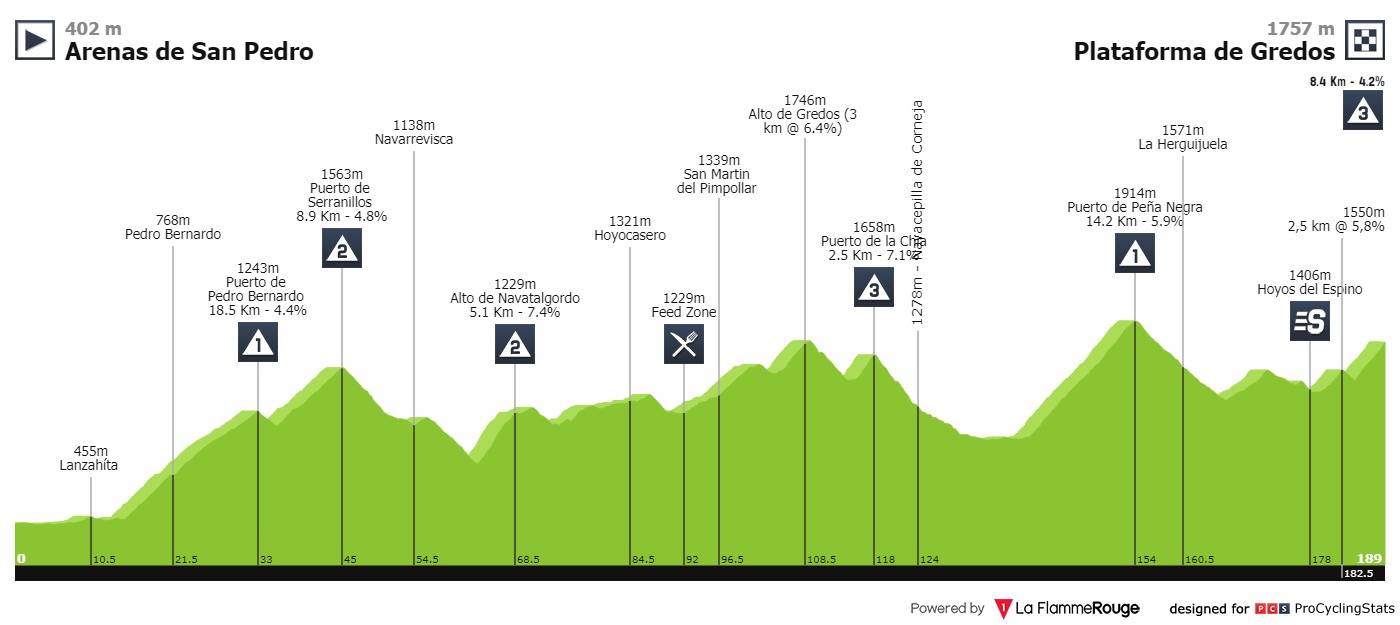 402 m
Arenas de San Pedro
1757 m
Plataforma de Gredos
8.4 Km - 4.2%
3
455m
Lanzahíta
768m
Pedro Bernardo
1243m
Puerto de
Pedro Bernardo
18.5 Km - 4.4%
1
1563m
Puerto de
Serranillos
8.9 Km - 4.8%
2
1138m
Navarrevisca
1229m
Alto de Navatalgordo
5.1 Km - 7.4%
2
1321m
Hoyocasero
1229m
Feed Zone
1339m
San Martin
del Pimpollar
1746m
Alto de Gredos (3
km @ 6.4%)
1658m
Puerto de la Chia
2.5 Km - 7.1%
3
1278m - Navacepilla de Corneja
1914m
Puerto de Peña Negra
14.2 Km - 5.9%
1
1571m
La Herguijuela
1406m
Hoyos del Espino
S
1550m
2,5 km @ 5,8%
0
10.5
21.5
33
45
54.5
68.5
84.5
92
96.5
108.5
118
124
154
160.5
178
189
182.5
Powered by 1 La FlammeRouge designed for PCS ProCyclingStats